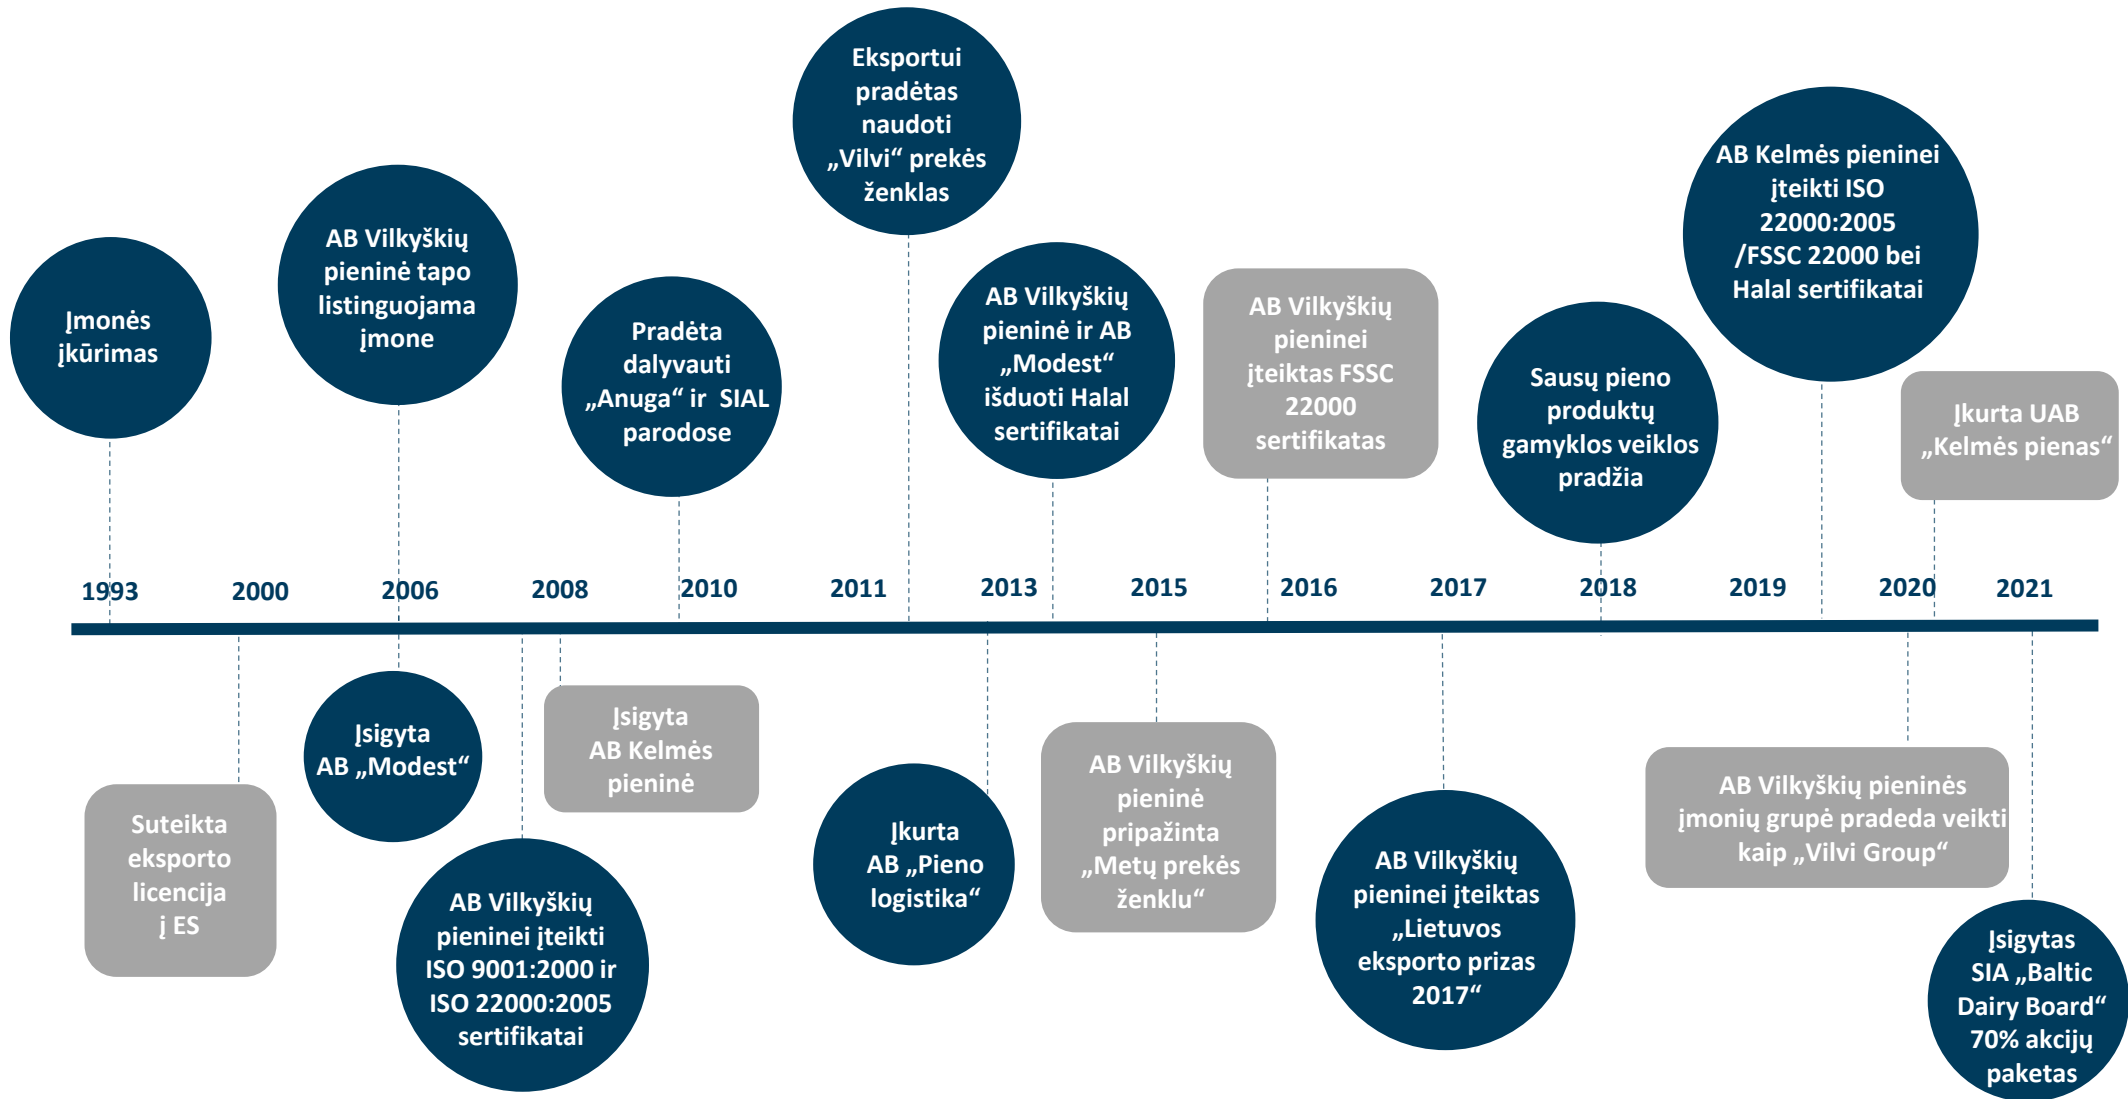 Įmonės
įkūrimas
AB Vilkyškių
pieninė tapo
listinguojama
įmone
Pradėta
dalyvauti
„Anuga“ ir  SIAL
parodose
Eksportui
pradėtas
naudoti
„Vilvi“ prekės
ženklas
AB Vilkyškių
pieninė ir AB
„Modest“
išduoti Halal
sertifikatai
AB Vilkyškių
pieninei
įteiktas FSSC
22000
sertifikatas
Sausų pieno
produktų
gamyklos veiklos
pradžia
AB Kelmės pieninei
įteikti ISO
22000:2005
/FSSC 22000 bei
Halal sertifikatai
Įkurta UAB
„Kelmės pienas“
1993
2000
2006
2008
2010
2011
2013
2015
2016
2017
2018
2019
2020
2021
Suteikta
eksporto
licencija
į ES
Įsigyta
AB „Modest“
AB Vilkyškių
pieninei įteikti
ISO 9001:2000 ir
ISO 22000:2005
sertifikatai
Įsigyta
AB Kelmės
pieninė
Įkurta
AB „Pieno
logistika“
AB Vilkyškių
pieninė
pripažinta
„Metų prekės
ženklu“
AB Vilkyškių
pieninei įteiktas
„Lietuvos
eksporto prizas
2017“
AB Vilkyškių pieninės
įmonių grupė pradeda veikti
kaip „Vilvi Group“
Įsigytas
SIA „Baltic
Dairy Board“
70% akcijų
paketas